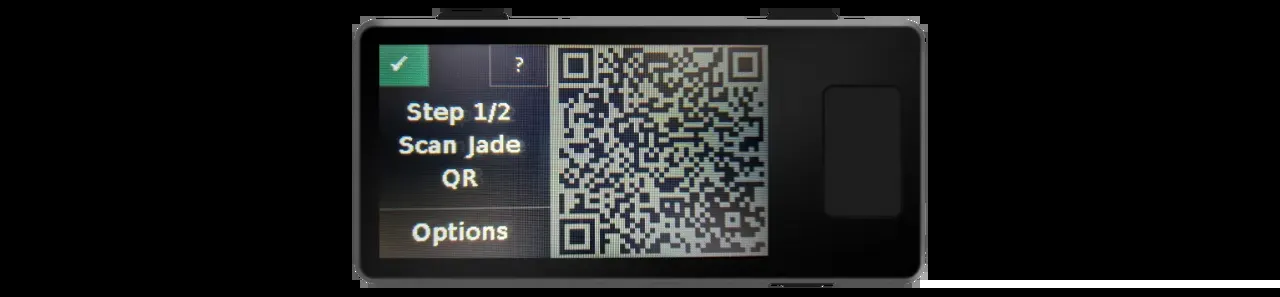 ✓ ?
Step 1/2
Scan Jade
QR
Options